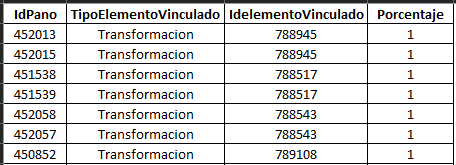 IdPano TipoElementoVinculado IdelementoVinculado Porcentaje
452013 Transformacion 788945 1
452015 Transformacion 788945 1
451538 Transformacion 788517 1
451539 Transformacion 788517 1
452058 Transformacion 788543 1
452057 Transformacion 788543 1
450852 Transformacion 789108 1